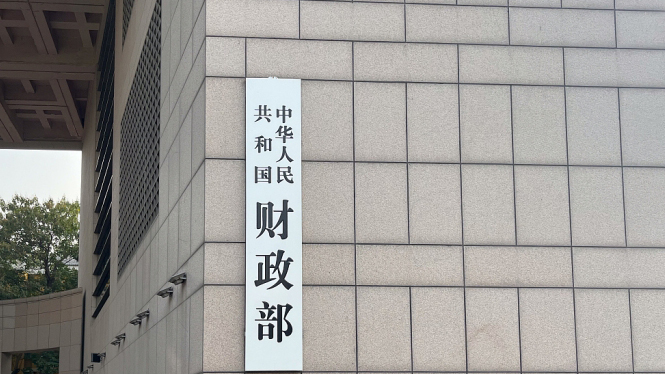 中华人民
共和国
财政部